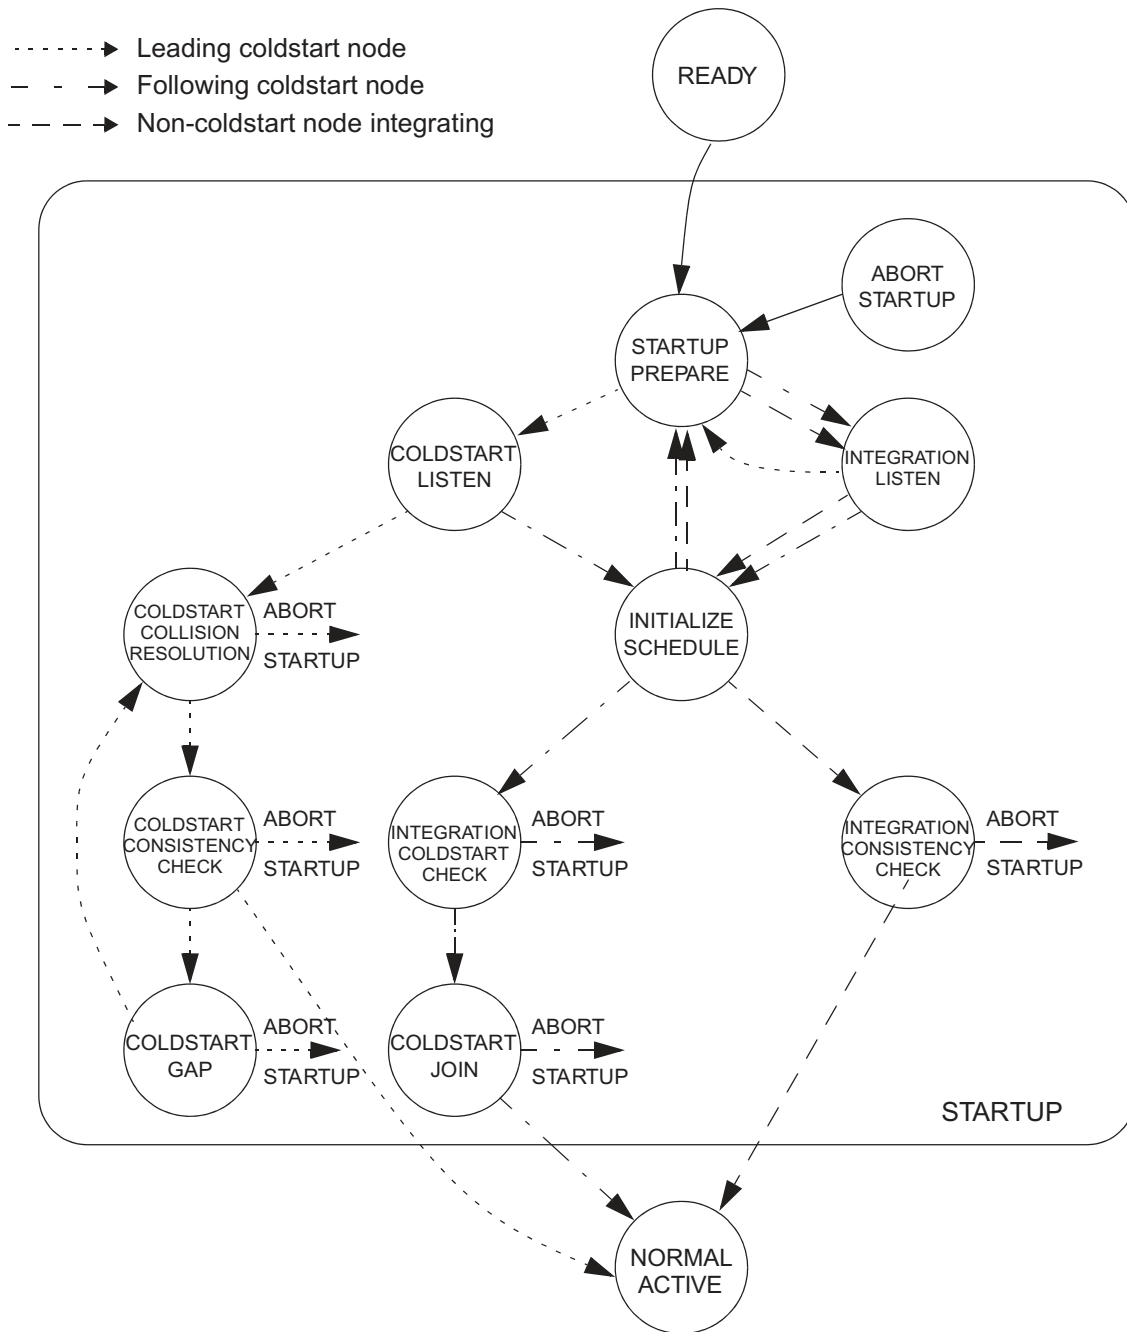 Leading coldstart node
Following coldstart node
Non-coldstart node integrating
READY
ABORT
STARTUP
STARTUP
PREPARE
COLDSTART
LISTEN
INTEGRATION
LISTEN
COLDSTART
COLLISION
RESOLUTION
ABORT
STARTUP
INITIALIZE
SCHEDULE
COLDSTART
CONSISTENCY
CHECK
ABORT
STARTUP
INTEGRATION
COLDSTART
CHECK
ABORT
STARTUP
INTEGRATION
CONSISTENCY
CHECK
ABORT
STARTUP
COLDSTART
GAP
ABORT
STARTUP
COLDSTART
JOIN
ABORT
STARTUP
STARTUP
NORMAL
ACTIVE